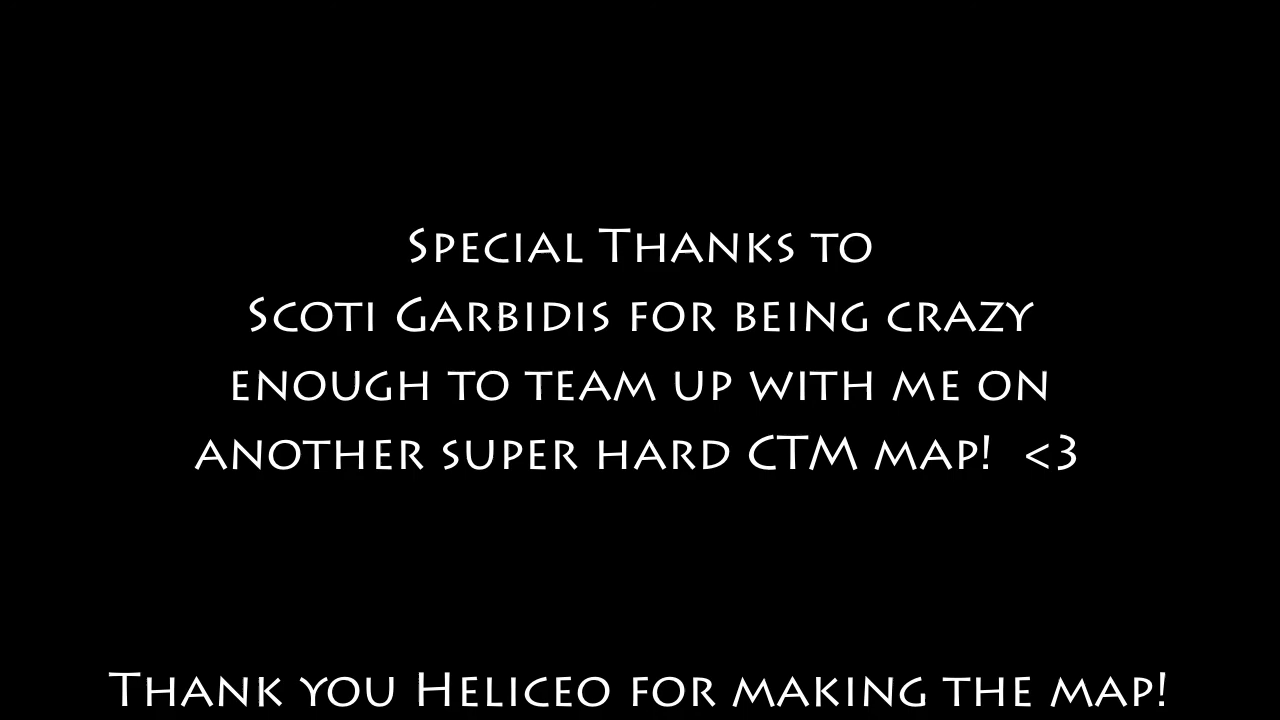 Special Thanks to
Scoti Garbidis for being crazy
enough to team up with me on
another super hard CTM map!  <3
Thank you Heliceo for making the map!